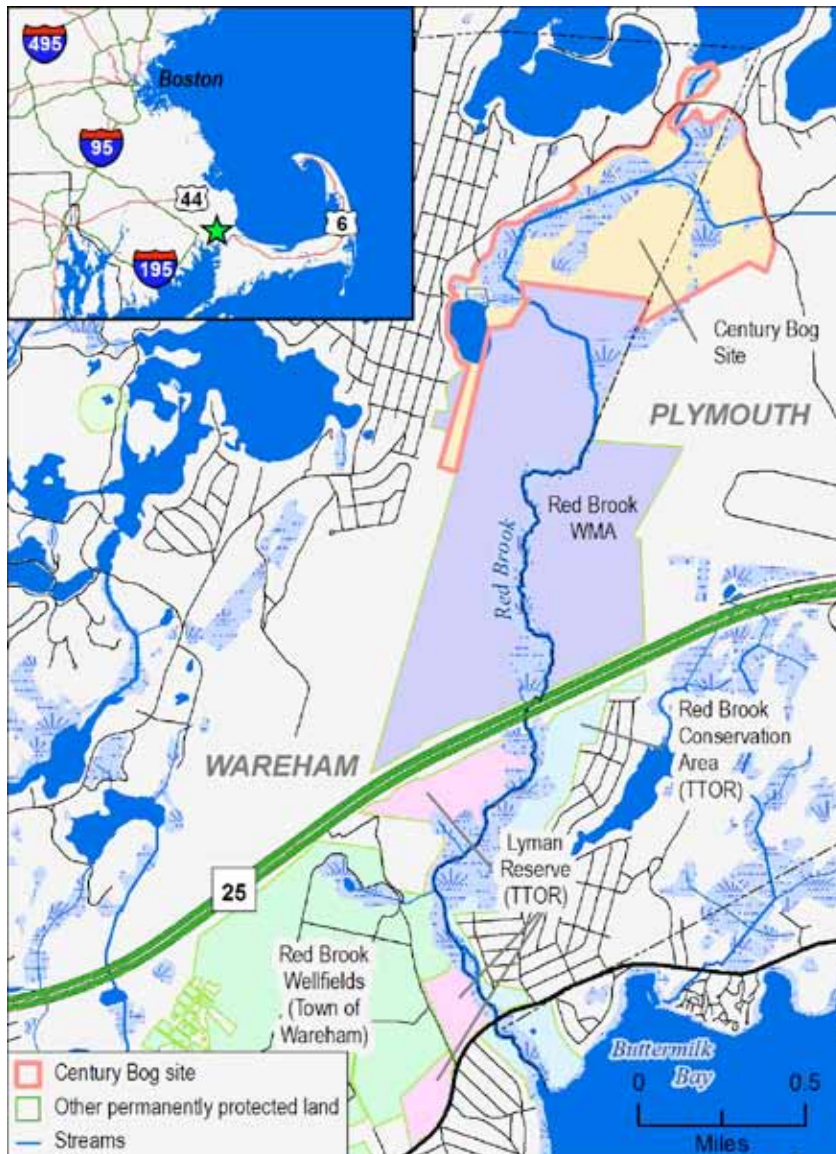 495
Boston
95
44
6
195
Century Bog
Site
PLYMOUTH
Red Brook
WMA
Red Brook
Red Brook
Conservation
Area
(TTOR)
WAREHAM
Lyman
Reserve
(TTOR)
25
Red Brook
Wellfields
(Town of
Wareham)
Buttermilk
Bay
0 0.5
Miles
Century Bog site
Other permanently protected land
Streams